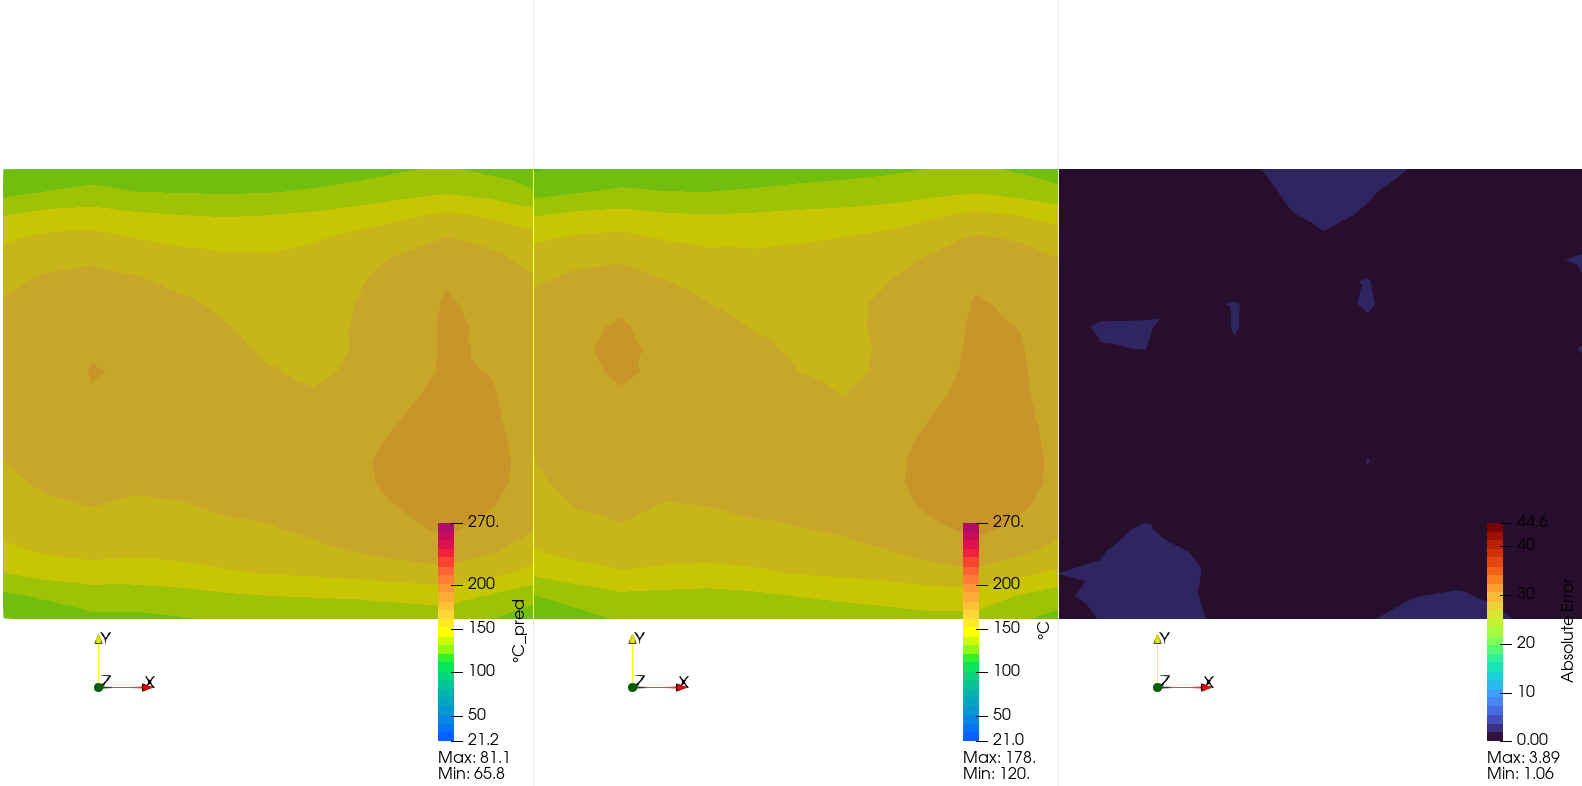 270.
200
150
100
50
21.2
°C_pred
Max: 81.1
Min: 65.8
Y
Z
X
270.
200
150
100
50
21.0
°C
Max: 178.
Min: 120.
Y
Z
X
44.6
40
30
20
10
0.00
Absolute Error
Max: 3.89
Min: 1.06
Y
Z
X